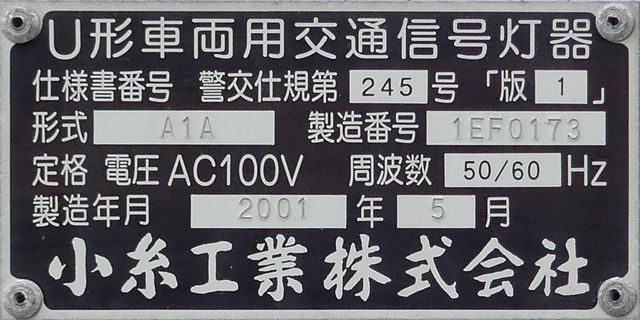 U形車両用交通信号灯器
仕様書番号 警交仕規第 245 号 「版 1 」
形式 A1A 製造番号 1EF0173
定格 電圧 AC100V 周波数 50/60 Hz
製造年月 2001 年 5 月
小糸工業株式会社